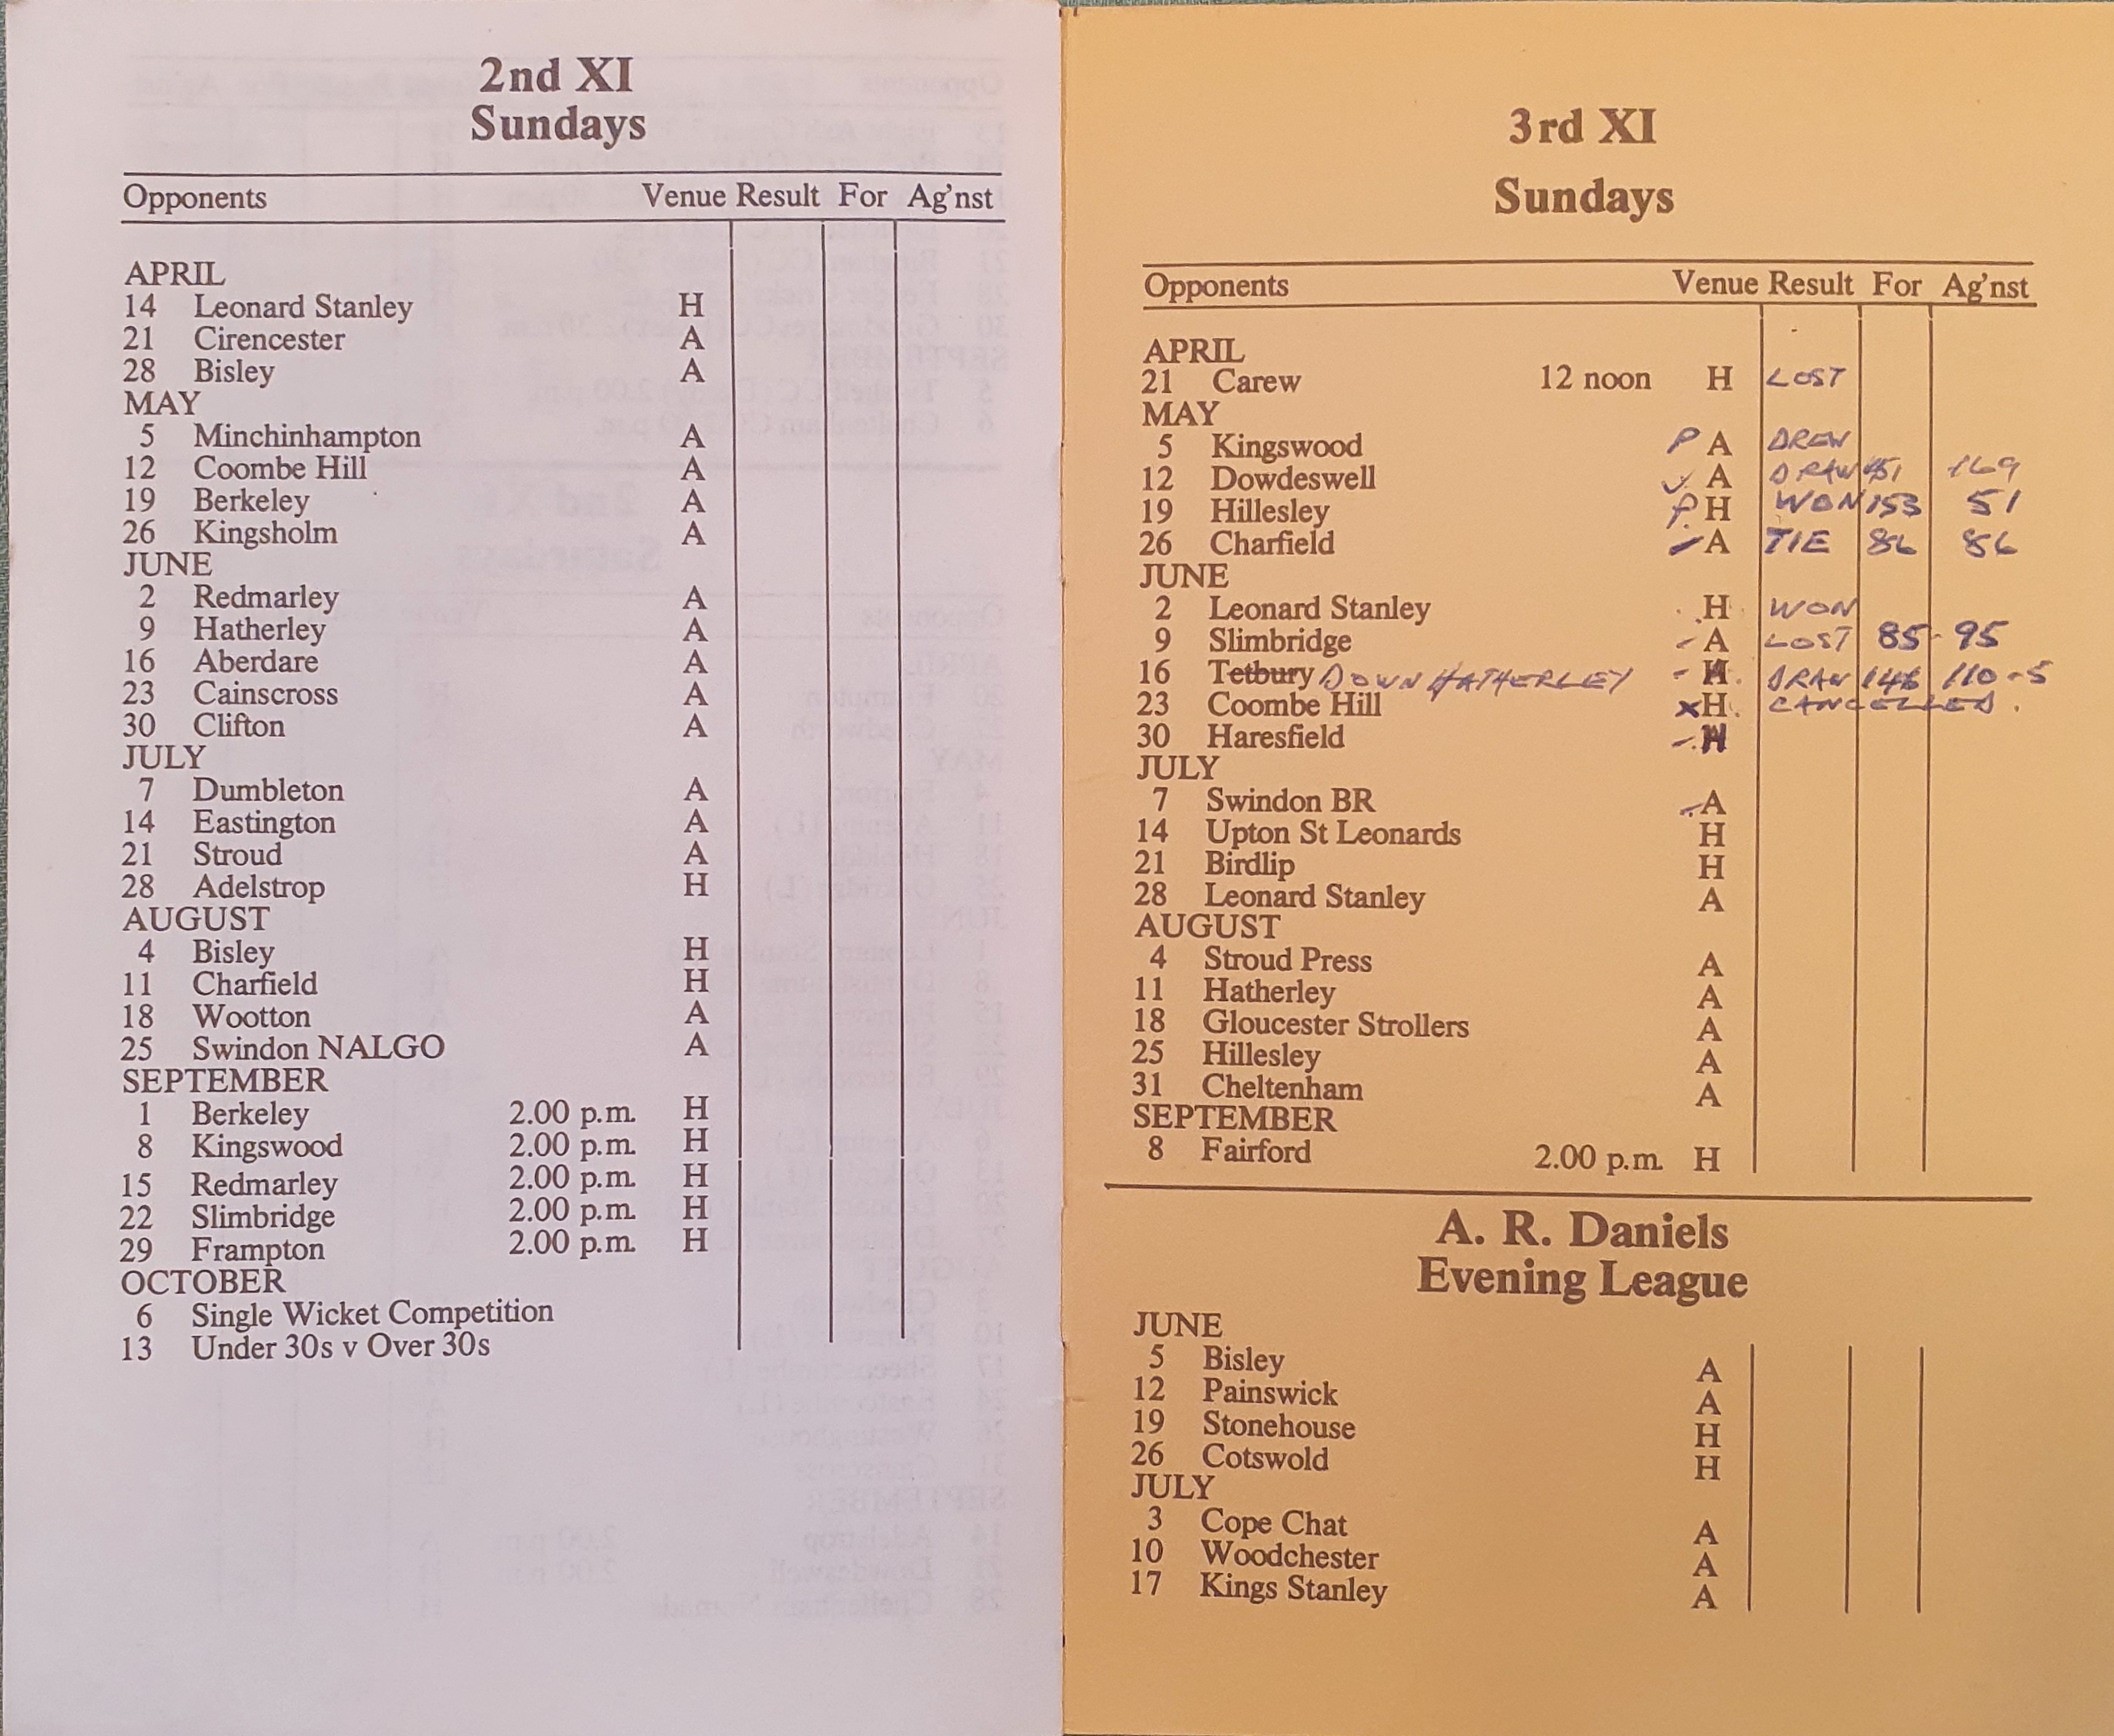 2nd XI
Sundays
Opponents Venue Result For Ag'nst
APRIL
14 Leonard Stanley H
21 Cirencester A
28 Bisley A
MAY
5 Minchinhampton A
12 Coombe Hill A
19 Berkeley A
26 Kingsholm A
JUNE
2 Redmarley A
9 Hatherley A
16 Aberdare A
23 Cainscross A
30 Clifton A
JULY
7 Dumbleton A
14 Eastington A
21 Stroud A
28 Adelstrop H
AUGUST
4 Bisley H
11 Charfield H
18 Wootton A
25 Swindon NALGO A
SEPTEMBER
1 Berkeley 2.00 p.m. H
8 Kingswood 2.00 p.m. H
15 Redmarley 2.00 p.m. H
22 Slimbridge 2.00 p.m. H
29 Frampton 2.00 p.m. H
OCTOBER
6 Single Wicket Competition
13 Under 30s v Over 30s
3rd XI
Sundays
Opponents Venue Result For Ag'nst
APRIL
21 Carew 12 noon H LOST
MAY
5 Kingswood P A DREW
12 Dowdeswell ✓ A DRAW 169
19 Hillesley P. H WON 153 51
26 Charfield A TIE 86 86
JUNE
2 Leonard Stanley H WON
9 Slimbridge - A LOST 85 - 95
16 Tetbury DOWN HATHERLEY - DRAW 146 110-5
23 Coombe Hill x H. CANCELLED.
30 Haresfield -
JULY
7 Swindon BR - A
14 Upton St Leonards H
21 Birdlip H
28 Leonard Stanley A
AUGUST
4 Stroud Press A
11 Hatherley A
18 Gloucester Strollers A
25 Hillesley A
31 Cheltenham A
SEPTEMBER
8 Fairford 2.00 p.m. H
A. R. Daniels
Evening League
JUNE
5 Bisley A
12 Painswick A
19 Stonehouse H
26 Cotswold H
JULY
3 Cope Chat A
10 Woodchester A
17 Kings Stanley A